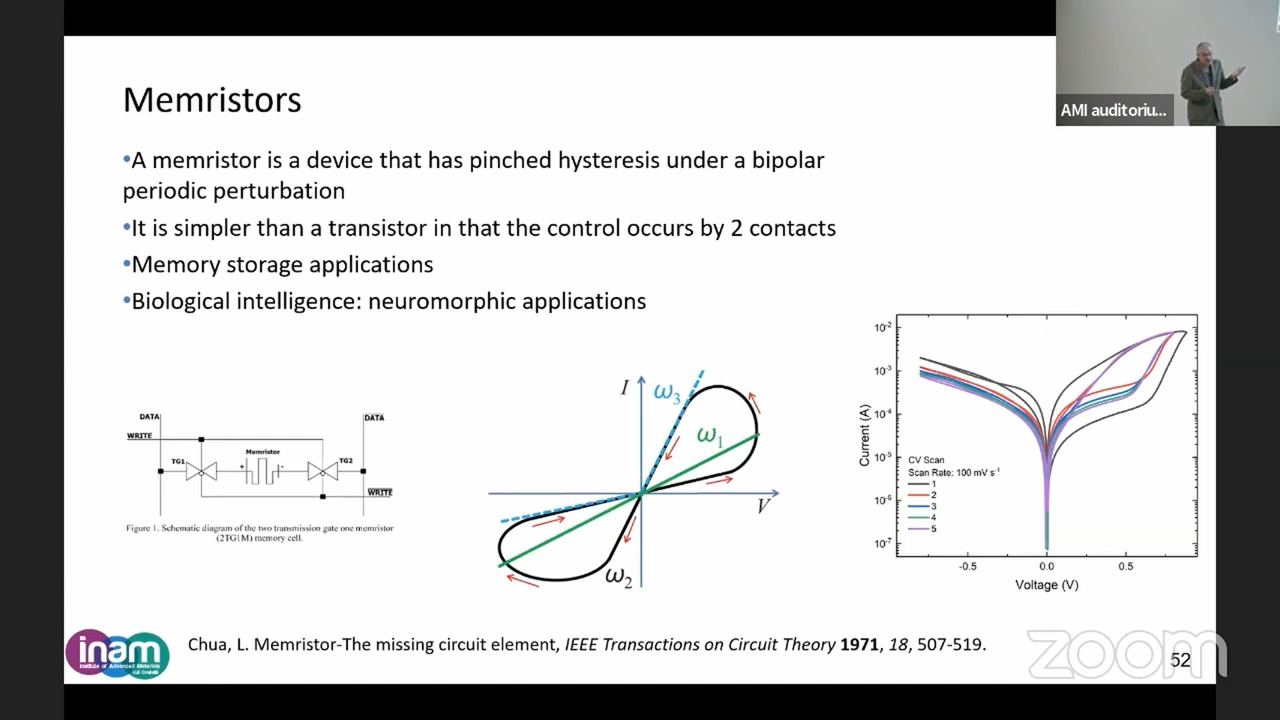 AMI auditoriu...
Memristors
•A memristor is a device that has pinched hysteresis under a bipolar
periodic perturbation
•It is simpler than a transistor in that the control occurs by 2 contacts
•Memory storage applications
•Biological intelligence: neuromorphic applications
DATA
DATA
WRITE
Memristor
TG1
+
-
TG2
WRITE
Figure 1. Schematic diagram of the two transmission gate one memristor
(2TG1M) memory cell.
I
ω3
ω1
V
ω2
10-2
10-3
10-4
10-5
10-6
10-7
Current (A)
CV Scan
Scan Rate: 100 mV s-1
1
2
3
4
5
-0.5
0.0
0.5
Voltage (V)
inam
Institute of Advanced Materials
Chua, L. Memristor-The missing circuit element, IEEE Transactions on Circuit Theory 1971, 18, 507-519.
zoom
52